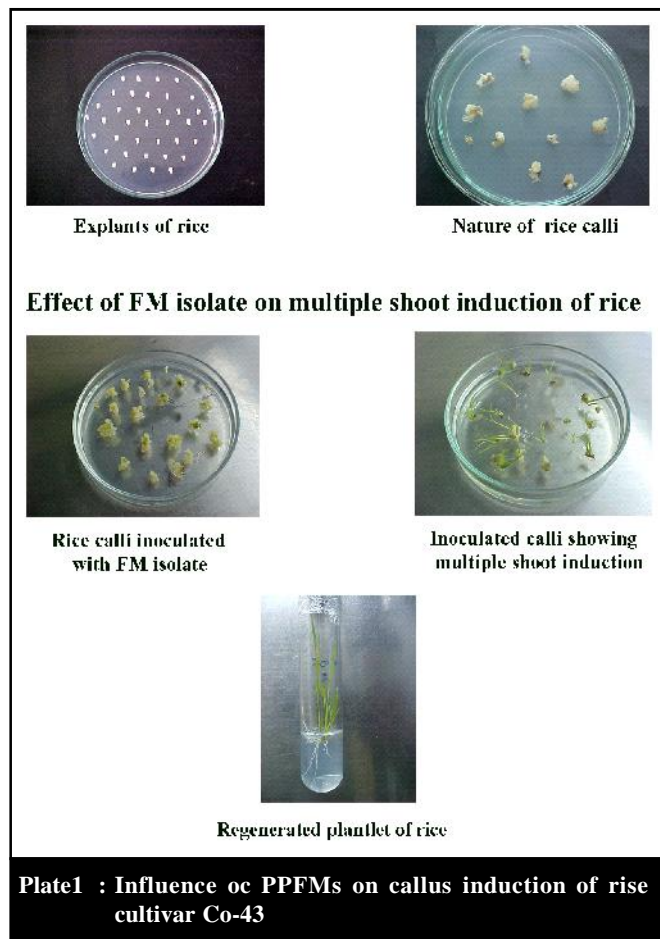 Explants of rice
Nature of rice calli
Effect of FM isolate on multiple shoot induction of rice
Rice calli inoculated
with FM isolate
Inoculated calli showing
multiple shoot induction
Regenerated plantlet of rice
Plate1 : Influence oc PPFMs on callus induction of rise
cultivar Co-43